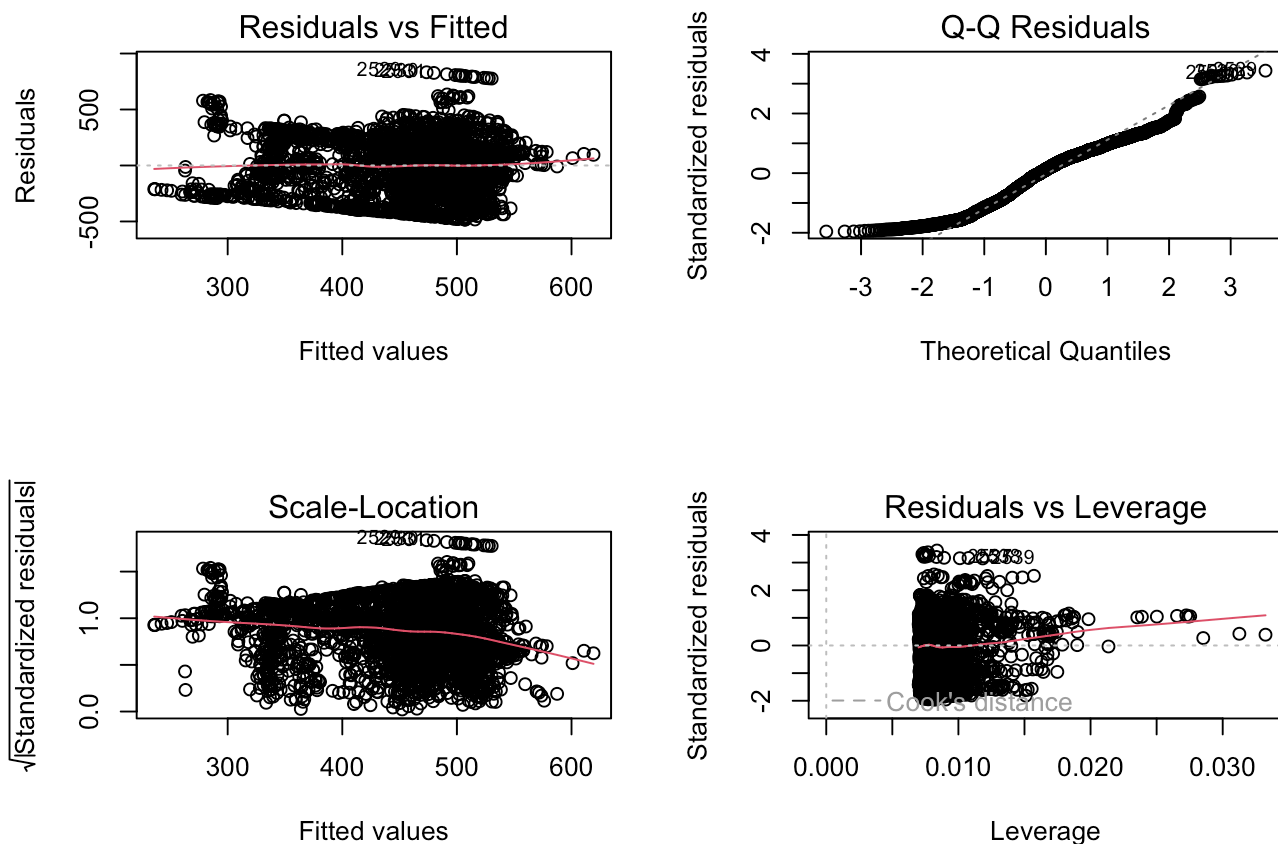 Residuals vs Fitted
Residuals
500
-500
300 400 500 600
Fitted values
Q-Q Residuals
Standardized residuals
4
2
0
-2
-3 -2 -1 0 1 2 3
Theoretical Quantiles
Scale-Location
√|Standardized residuals|
1.0
0.0
300 400 500 600
Fitted values
Residuals vs Leverage
Standardized residuals
4
2
0
-2
Cook's distance
0.000 0.010 0.020 0.030
Leverage